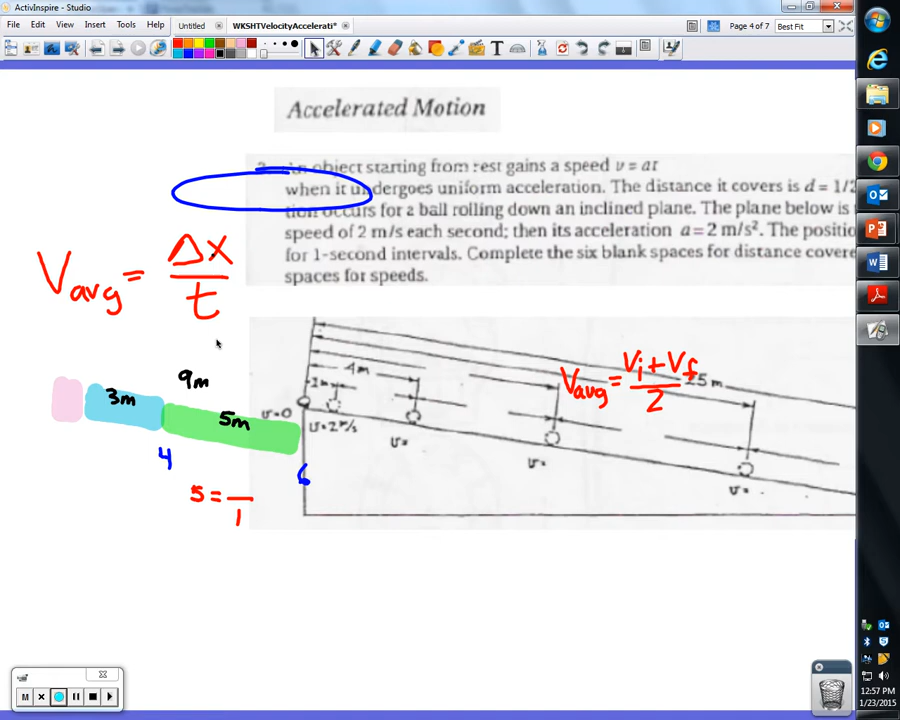 ActivInspire - Studio
File Edit View Insert Tools Help
Untitled
WKSHTVelocityAccelerati*
Page 4 of 7
Best Fit
Accelerated Motion
object starting from rest gains a speed v = at
when it undergoes uniform acceleration. The distance it covers is d = 1/2
tion occurs for a ball rolling down an inclined plane. The plane below is
speed of 2 m/s each second; then its acceleration a = 2 m/s². The positio
for 1-second intervals. Complete the six blank spaces for distance covere
spaces for speeds.
Vavg = Δx
t
4m
Vavg = Vi + Vf
2
25 m
9m
3m
5m
v=0
v=2 m/s
v=
v=
v=
4
6
5 = 
1
M
12:57 PM
1/23/2015